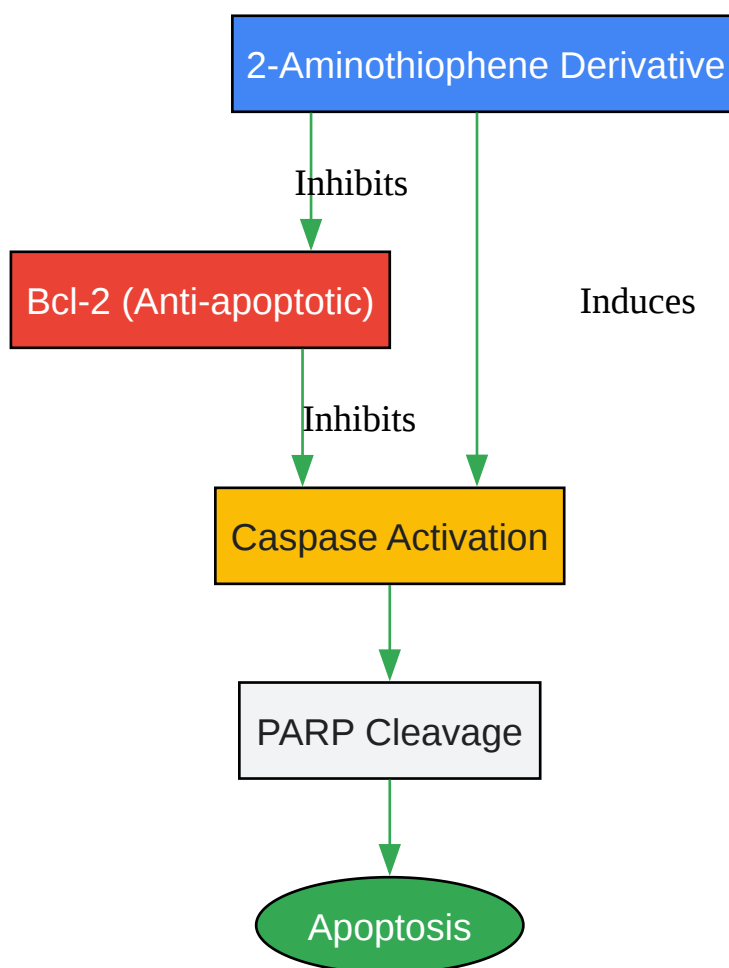 2-Aminothiophene Derivative
Inhibits
Bcl-2 (Anti-apoptotic)
Induces
Inhibits
Caspase Activation
PARP Cleavage
Apoptosis